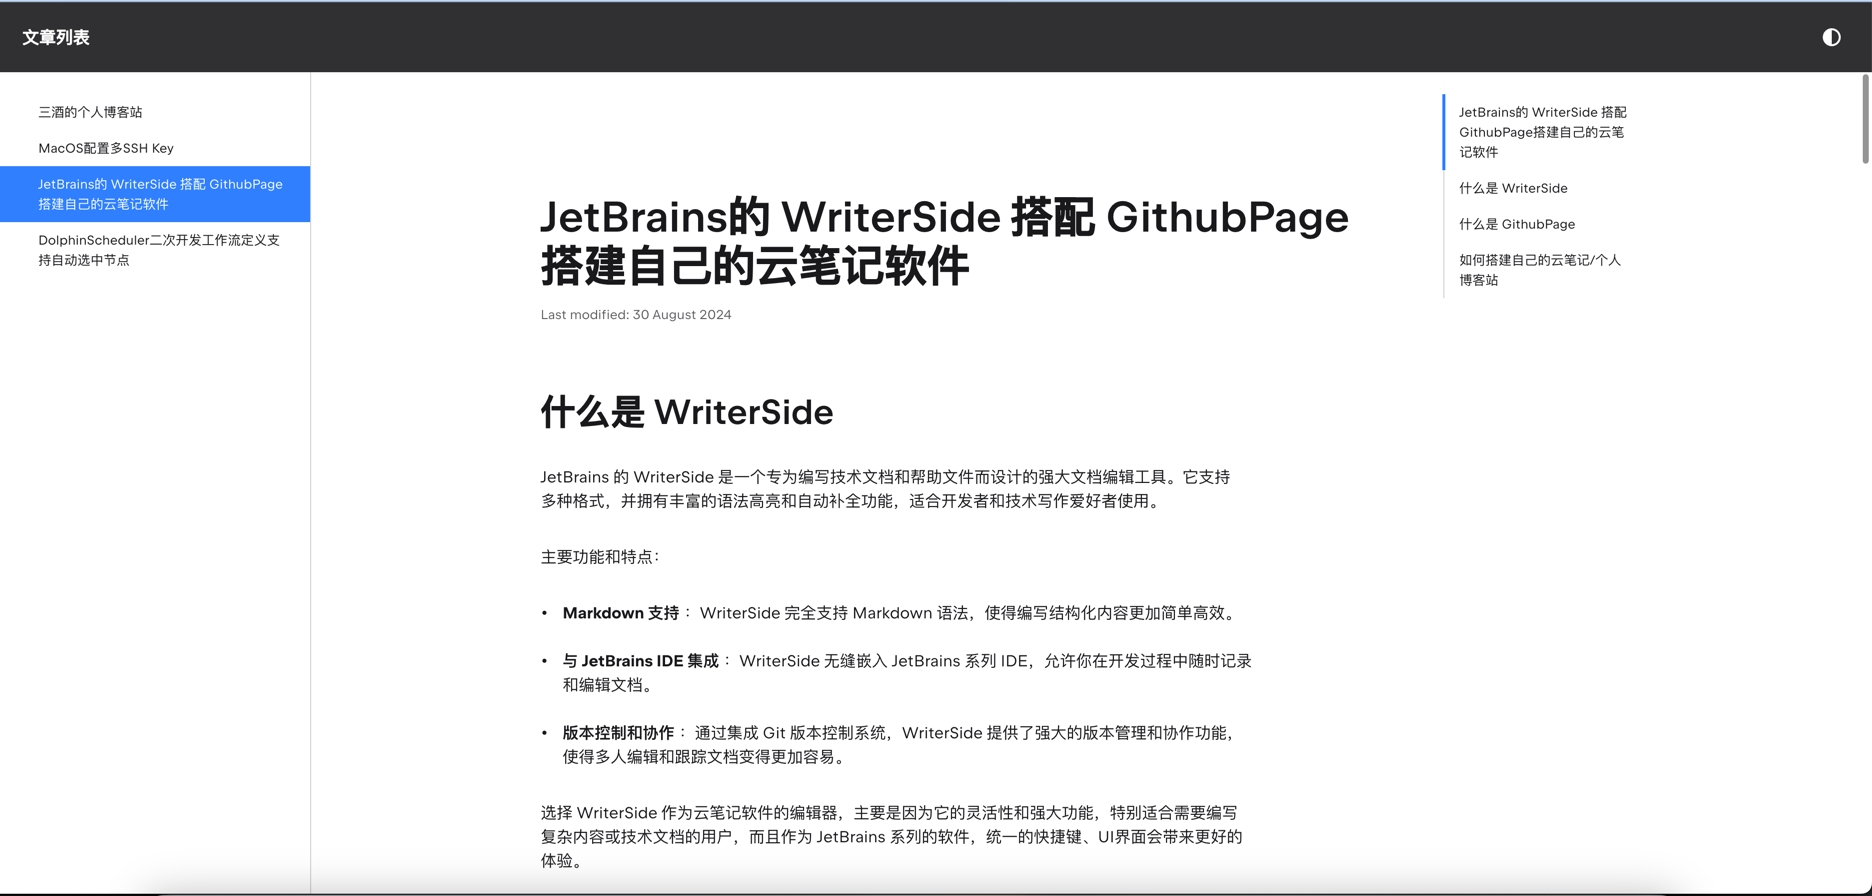 文章列表
三酒的个人博客站
MacOS配置多SSH Key
JetBrains的 WriterSide 搭配 GithubPage
搭建自己的云笔记软件
DolphinScheduler二次开发工作流定义支
持自动选中节点
JetBrains的 WriterSide 搭配 GithubPage
搭建自己的云笔记软件
Last modified: 30 August 2024
什么是 WriterSide
JetBrains 的 WriterSide 是一个专为编写技术文档和帮助文件而设计的强大文档编辑工具。它支持
多种格式，并拥有丰富的语法高亮和自动补全功能，适合开发者和技术写作爱好者使用。
主要功能和特点：
• Markdown 支持： WriterSide 完全支持 Markdown 语法，使得编写结构化内容更加简单高效。
• 与 JetBrains IDE 集成： WriterSide 无缝嵌入 JetBrains 系列 IDE，允许你在开发过程中随时记录
和编辑文档。
• 版本控制和协作： 通过集成 Git 版本控制系统，WriterSide 提供了强大的版本管理和协作功能，
使得多人编辑和跟踪文档变得更加容易。
选择 WriterSide 作为云笔记软件的编辑器，主要是因为它的灵活性和强大功能，特别适合需要编写
复杂内容或技术文档的用户，而且作为 JetBrains 系列的软件，统一的快捷键、UI界面会带来更好的
体验。
JetBrains的 WriterSide 搭配
GithubPage搭建自己的云笔
记软件
什么是 WriterSide
什么是 GithubPage
如何搭建自己的云笔记/个人
博客站